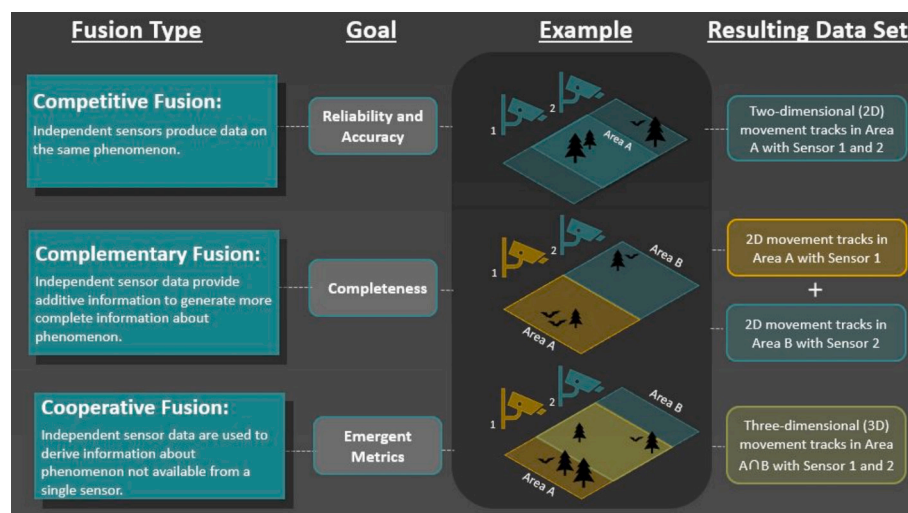 Fusion Type
Goal
Example
Resulting Data Set
Competitive Fusion:
Independent sensors produce data on
the same phenomenon.
Reliability and
Accuracy
1
2
Area A
Two-dimensional (2D)
movement tracks in Area
A with Sensor 1 and 2
Complementary Fusion:
Independent sensor data provide
additive information to generate more
complete information about
phenomenon.
Completeness
1
2
Area B
Area A
2D movement tracks in
Area A with Sensor 1
+
2D movement tracks in
Area B with Sensor 2
Cooperative Fusion:
Independent sensor data are used to
derive information about
phenomenon not available from a
single sensor.
Emergent
Metrics
1
2
Area B
Area A
Three-dimensional (3D)
movement tracks in Area
A∩B with Sensor 1 and 2